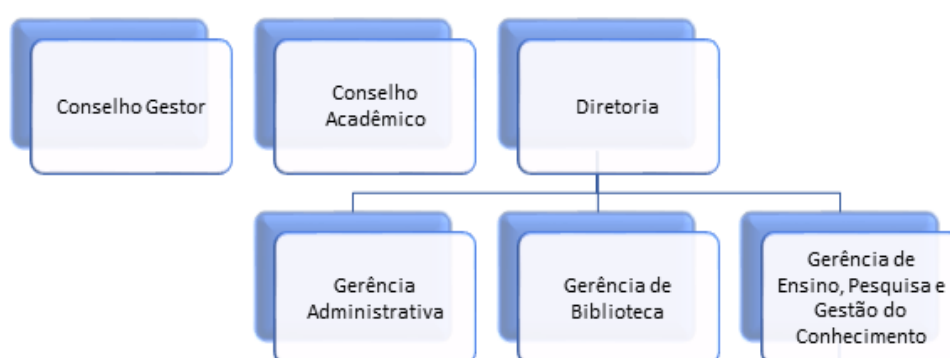 Conselho Gestor
Conselho
Acadêmico
Diretoria
Gerência
Administrativa
Gerência de
Biblioteca
Gerência de
Ensino, Pesquisa e
Gestão do
Conhecimento